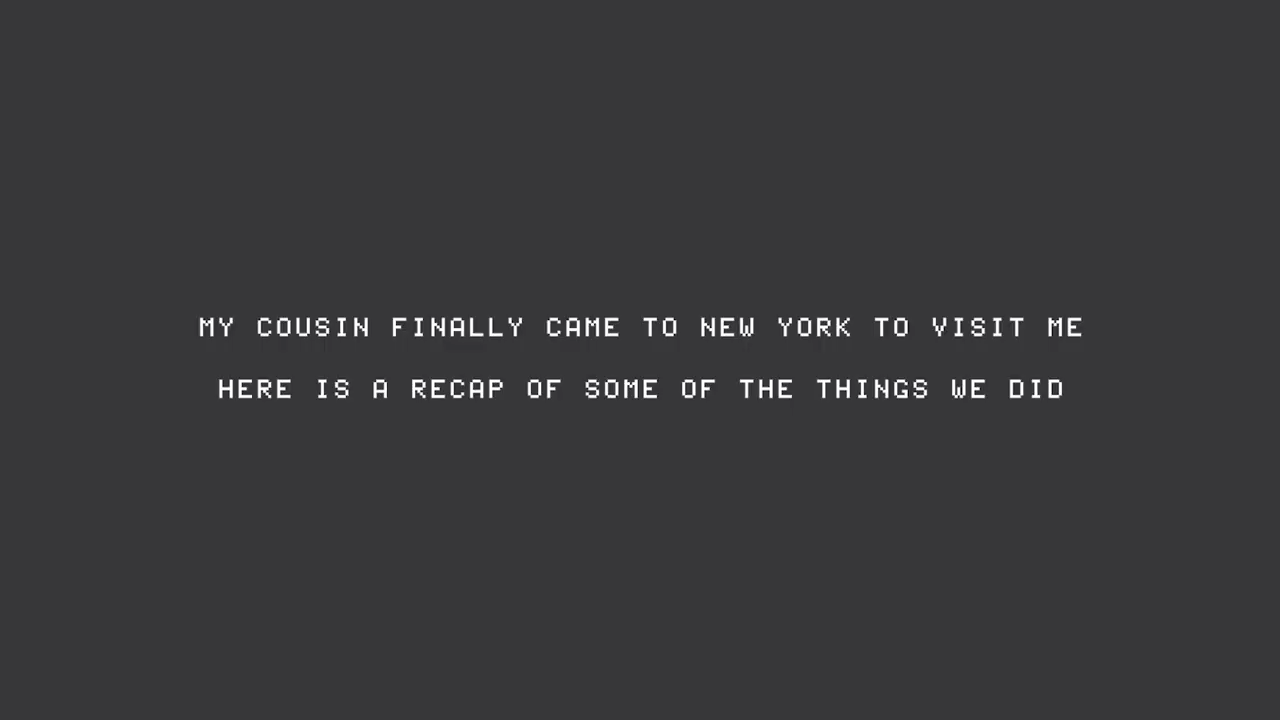 MY COUSIN FINALLY CAME TO NEW YORK TO VISIT ME
HERE IS A RECAP OF SOME OF THE THINGS WE DID